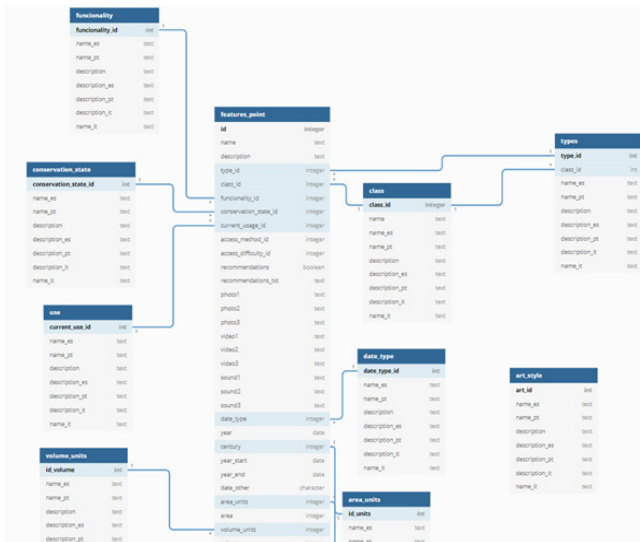 funcionality
funcionality_id int
name_es text
name_pt text
description text
description_es text
description_pt text
description_it text
name_it text
features_point
id integer
name text
description text
type_id integer
class_id integer
funcionality_id integer
conservation_state_id integer
current_usage_id integer
access_method_id integer
access_difficulty_id integer
recommendations boolean
recommendations_txt text
photo1 text
photo2 text
photo3 text
video1 text
video2 text
video3 text
sound1 text
sound2 text
sound3 text
date_type integer
year date
century integer
year_start date
year_end date
date_other character
area_units integer
area integer
volume_units integer
types
type_id int
class_id int
name_es text
name_pt text
description text
description_es text
description_pt text
description_it text
name_it text
conservation_state
conservation_state_id int
name_es text
name_pt text
description text
description_es text
description_pt text
description_it text
name_it text
class
class_id integer
name text
name_es text
name_pt text
description text
description_es text
description_pt text
description_it text
name_it text
use
current_use_id int
name_es text
name_pt text
description text
description_es text
description_pt text
description_it text
name_it text
date_type
date_type_id int
name_es text
name_pt text
description text
description_es text
description_pt text
description_it text
name_it text
art_style
art_id int
name_es text
name_pt text
description text
description_es text
description_pt text
description_it text
name_it text
volume_units
id_volume int
name_es text
name_pt text
description text
description_es text
description_pt text
area_units
id_units int
name_es text